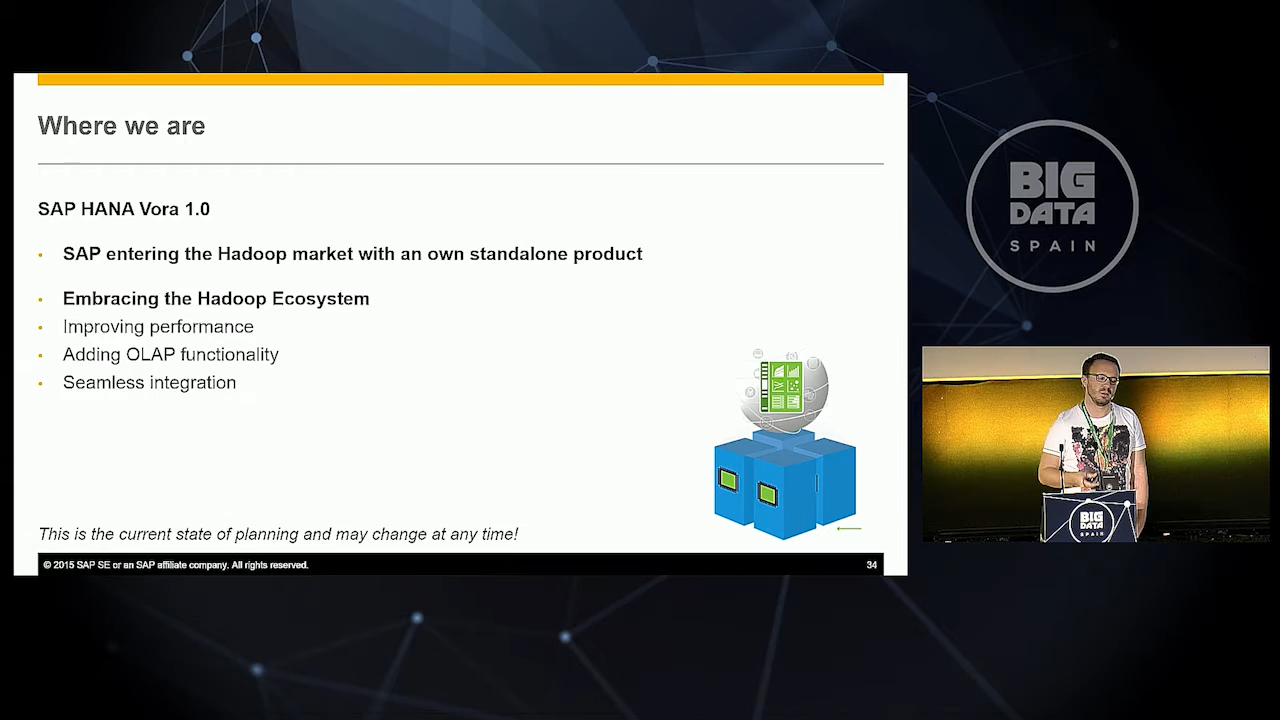 Where we are
SAP HANA Vora 1.0
• SAP entering the Hadoop market with an own standalone product
• Embracing the Hadoop Ecosystem
• Improving performance
• Adding OLAP functionality
• Seamless integration
This is the current state of planning and may change at any time!
© 2015 SAP SE or an SAP affiliate company. All rights reserved.
34
BIG
DATA
SPAIN
BIG
DATA
SPAIN